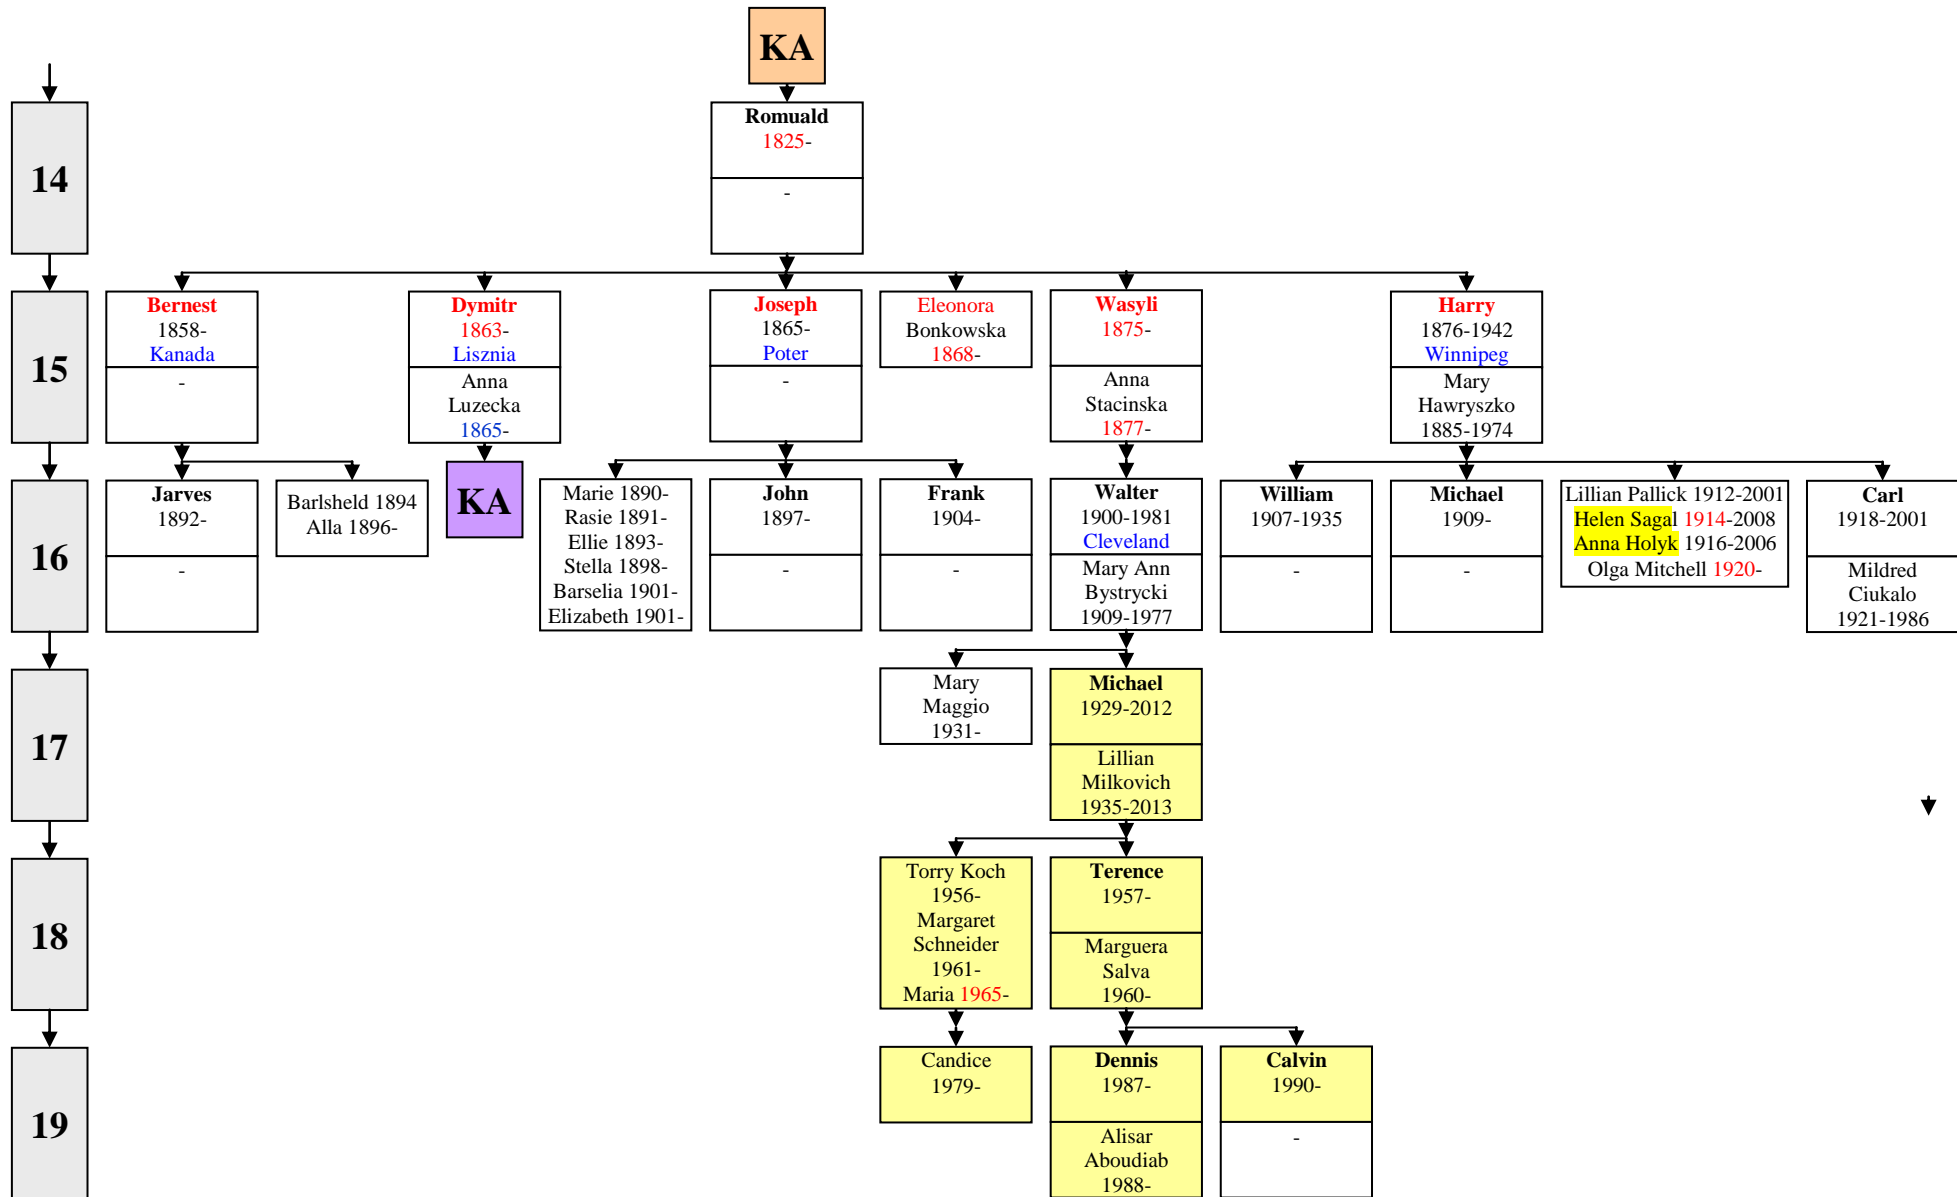 KA
14
Romuald
1825-
-
15
Bernest
1858-
Kanada
-
Dymitr
1863-
Lisznia
Anna
Luzecka
1865-
Joseph
1865-
Poter
-
Eleonora
Bonkowska
1868-
Wasyli
1875-
Anna
Stacinska
1877-
Harry
1876-1942
Winnipeg
Mary
Hawryszko
1885-1974
16
Jarves
1892-
-
Barlsheld 1894
Alla 1896-
KA
Marie 1890-
Rasie 1891-
Ellie 1893-
Stella 1898-
Barselia 1901-
Elizabeth 1901-
John
1897-
-
Frank
1904-
-
Walter
1900-1981
Cleveland
Mary Ann
Bystrycki
1909-1977
William
1907-1935
-
Michael
1909-
-
Lillian Pallick 1912-2001
Helen Sagal 1914-2008
Anna Holyk 1916-2006
Olga Mitchell 1920-
Carl
1918-2001
Mildred
Ciukalo
1921-1986
17
Mary
Maggio
1931-
Michael
1929-2012
Lillian
Milkovich
1935-2013
18
Torry Koch
1956-
Margaret
Schneider
1961-
Maria 1965-
Terence
1957-
Marguera
Salva
1960-
19
Candice
1979-
Dennis
1987-
Alisar
Aboudiab
1988-
Calvin
1990-
-